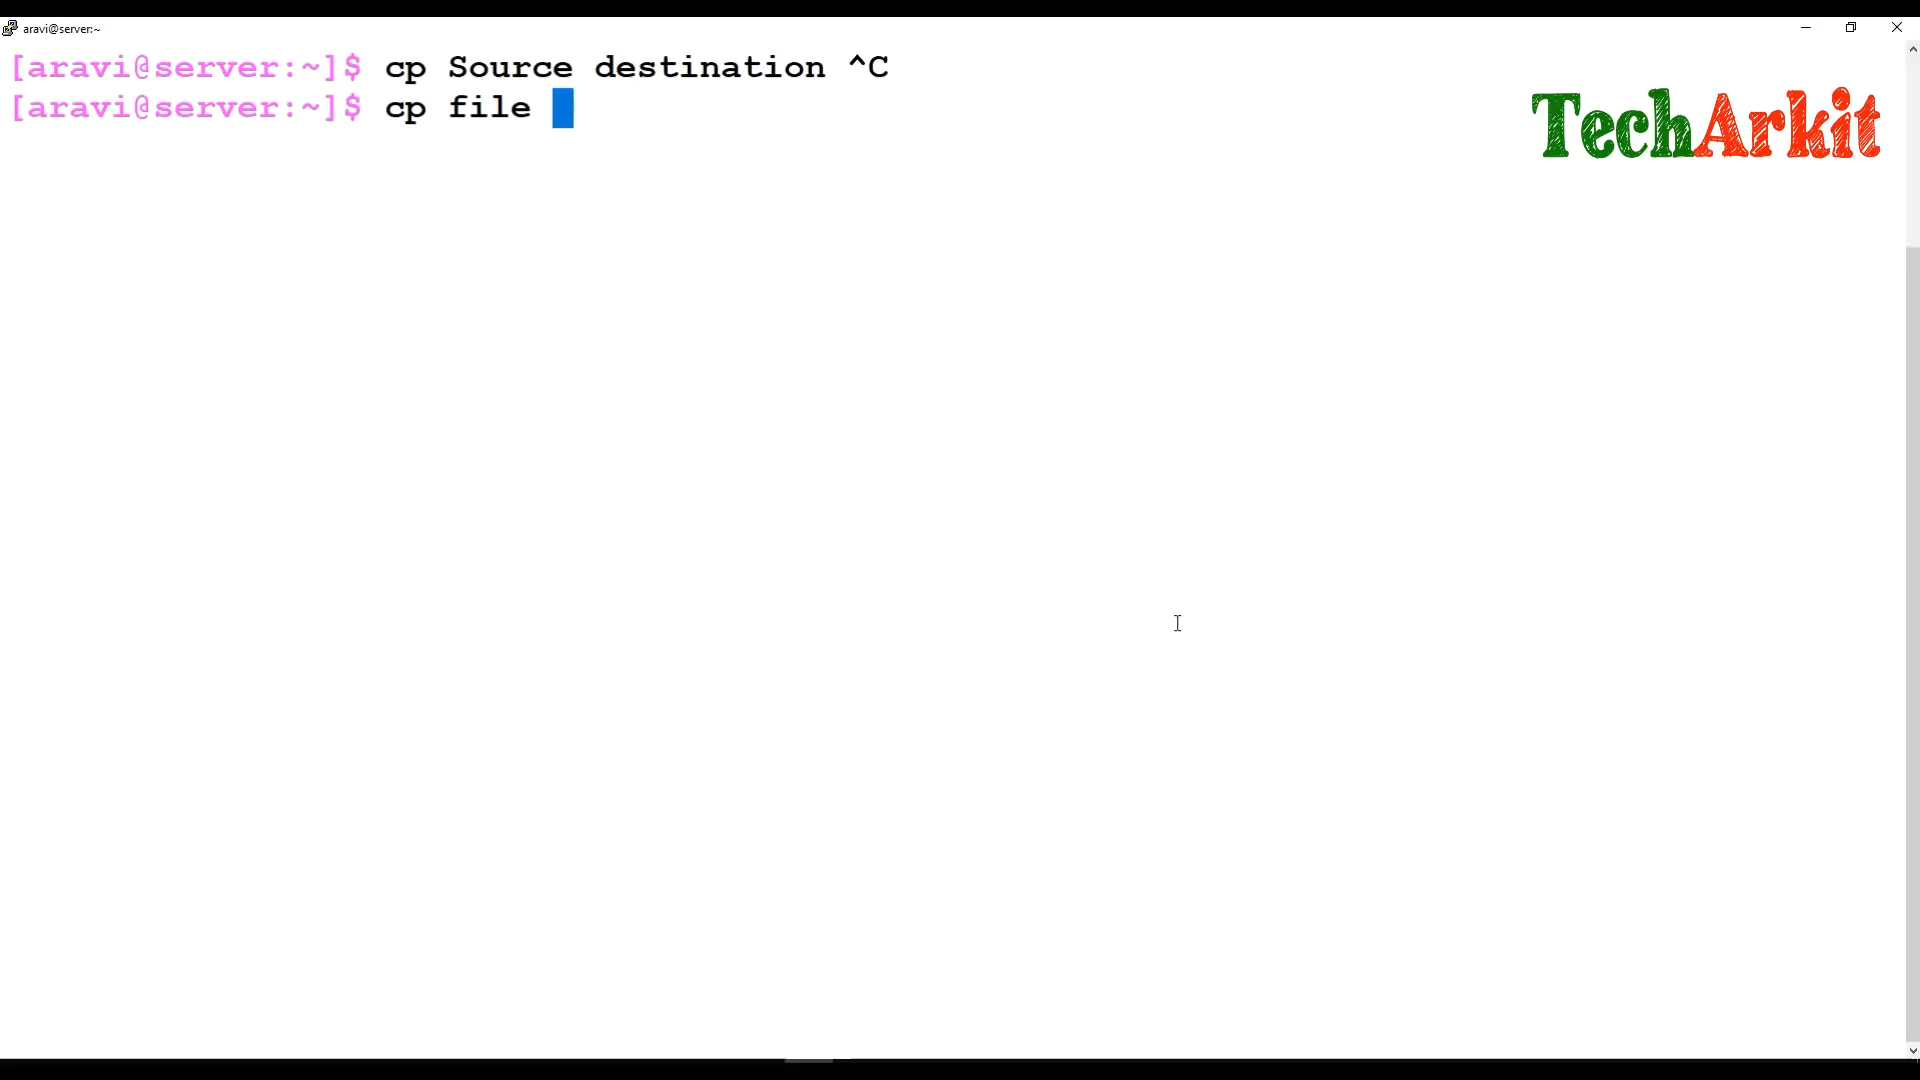 aravi@server:~
[aravi@server:~]$ cp Source destination ^C
[aravi@server:~]$ cp file
TechArkit